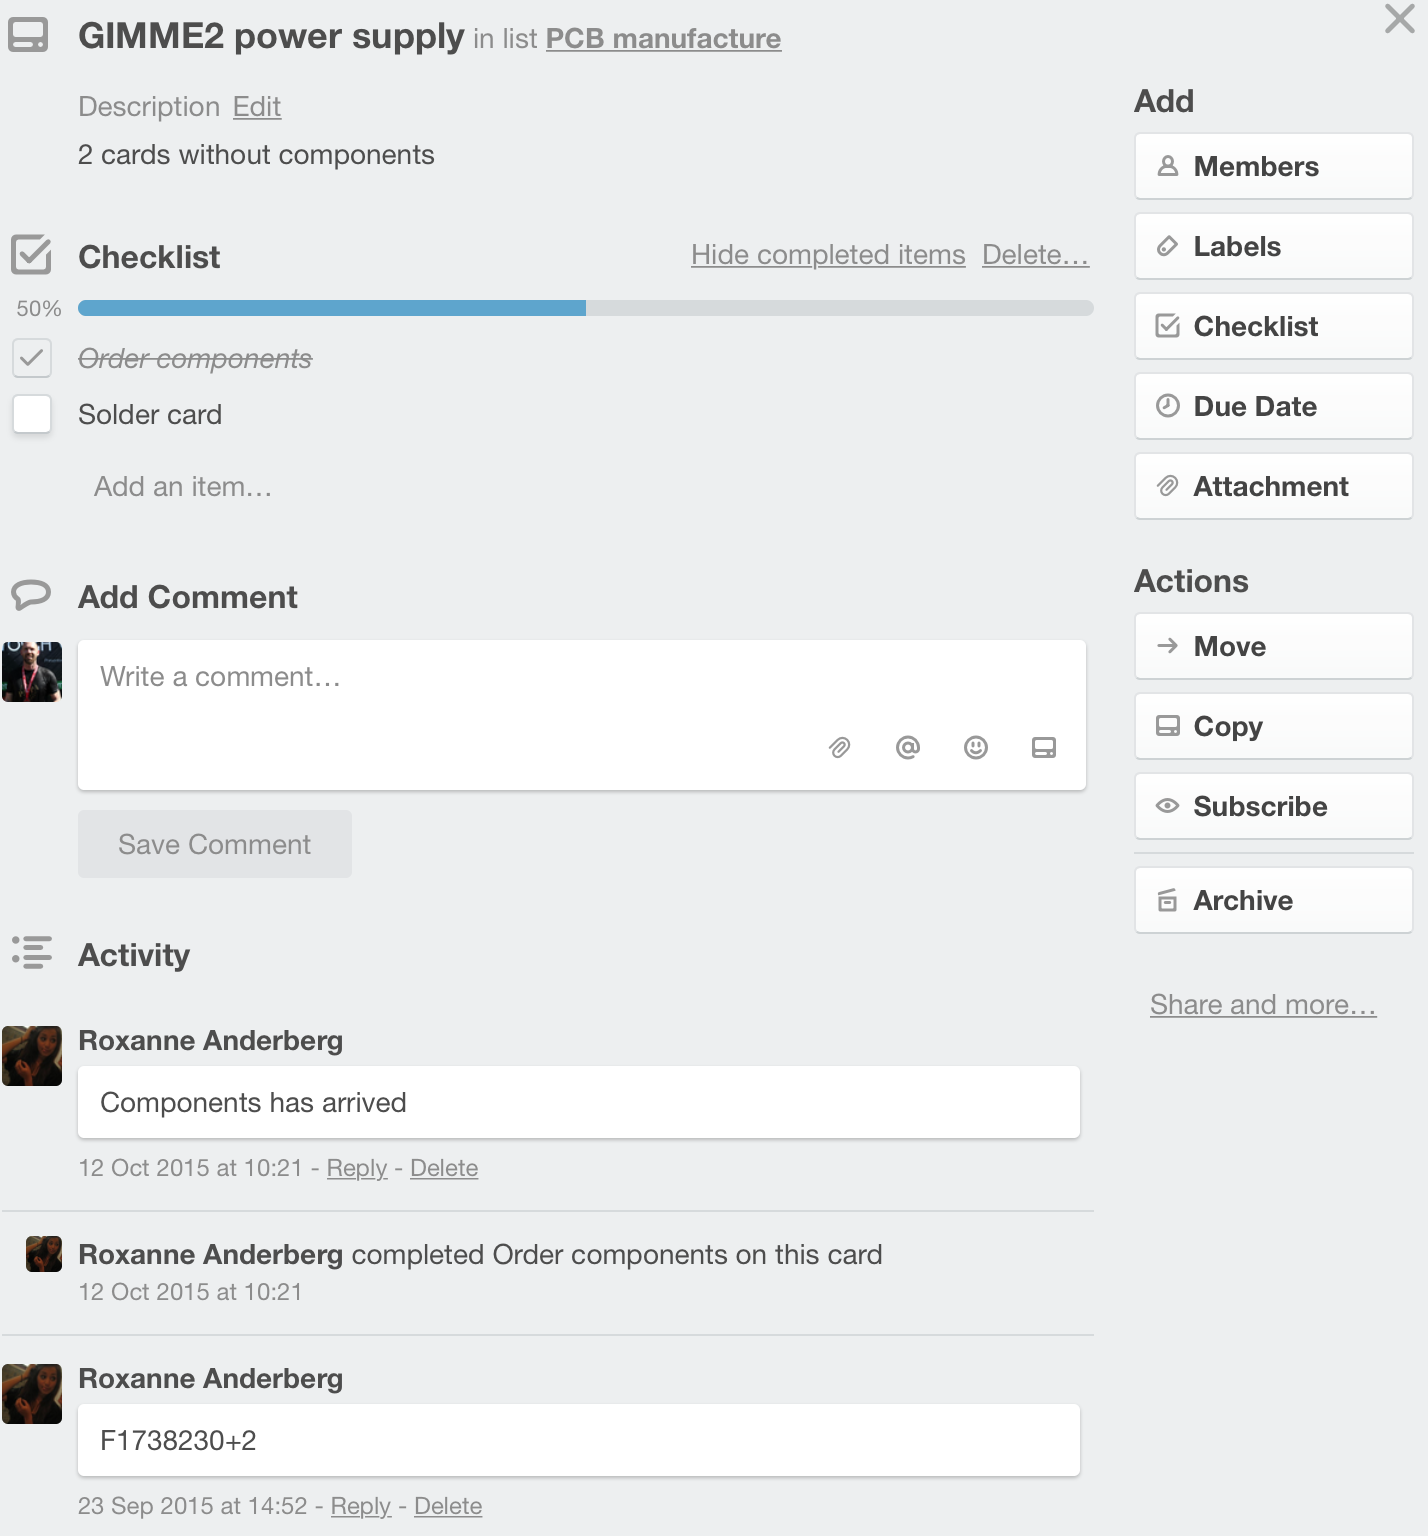 GIMME2 power supply in list PCB manufacture
Description Edit
2 cards without components
Checklist Hide completed items Delete…
50%
Order components
Solder card
Add an item…
Add Comment
Write a comment…
Save Comment
Activity
Roxanne Anderberg
Components has arrived
12 Oct 2015 at 10:21 - Reply - Delete
Roxanne Anderberg completed Order components on this card
12 Oct 2015 at 10:21
Roxanne Anderberg
F1738230+2
23 Sep 2015 at 14:52 - Reply - Delete
Add
Members
Labels
Checklist
Due Date
Attachment
Actions
Move
Copy
Subscribe
Archive
Share and more…